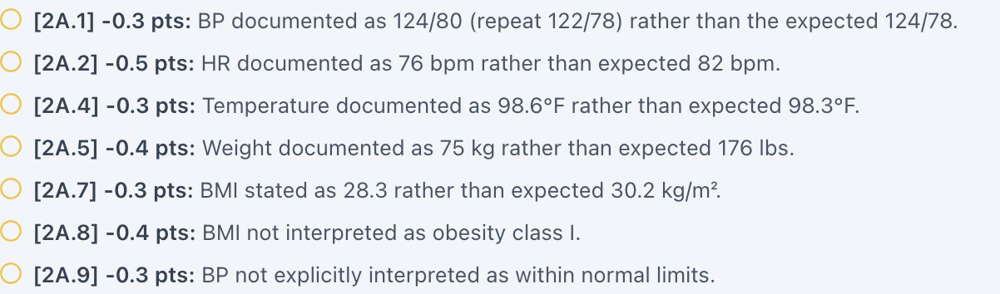 [2A.1] -0.3 pts: BP documented as 124/80 (repeat 122/78) rather than the expected 124/78.
[2A.2] -0.5 pts: HR documented as 76 bpm rather than expected 82 bpm.
[2A.4] -0.3 pts: Temperature documented as 98.6°F rather than expected 98.3°F.
[2A.5] -0.4 pts: Weight documented as 75 kg rather than expected 176 lbs.
[2A.7] -0.3 pts: BMI stated as 28.3 rather than expected 30.2 kg/m².
[2A.8] -0.4 pts: BMI not interpreted as obesity class I.
[2A.9] -0.3 pts: BP not explicitly interpreted as within normal limits.